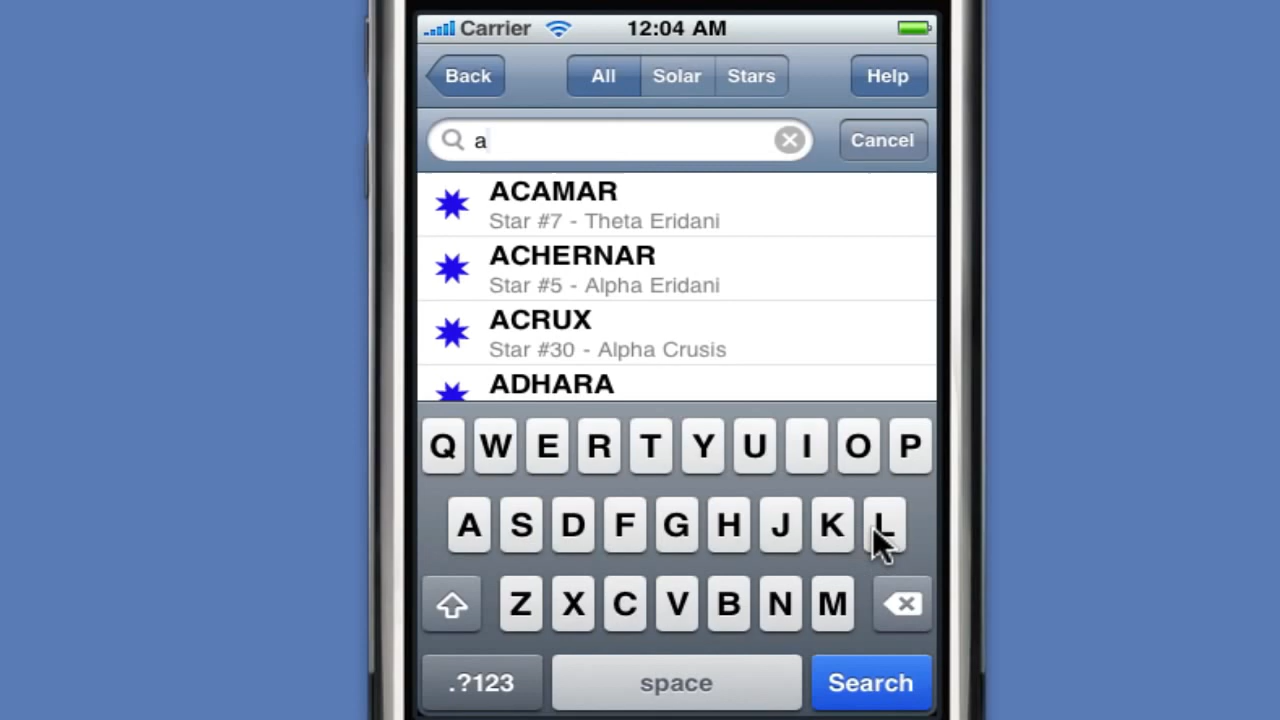 Carrier 12:04 AM
Back All Solar Stars Help
a Cancel
ACAMAR
Star #7 - Theta Eridani
ACHERNAR
Star #5 - Alpha Eridani
ACRUX
Star #30 - Alpha Crusis
ADHARA
Q W E R T Y U I O P
A S D F G H J K L
Z X C V B N M
.?123 space Search